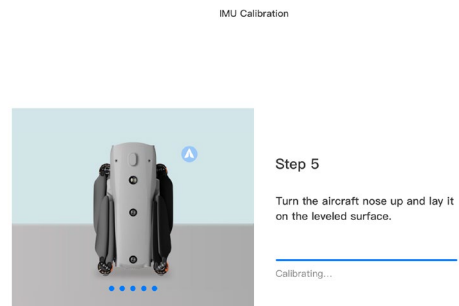 IMU Calibration
Step 5
Turn the aircraft nose up and lay it
on the leveled surface.
Calibrating...